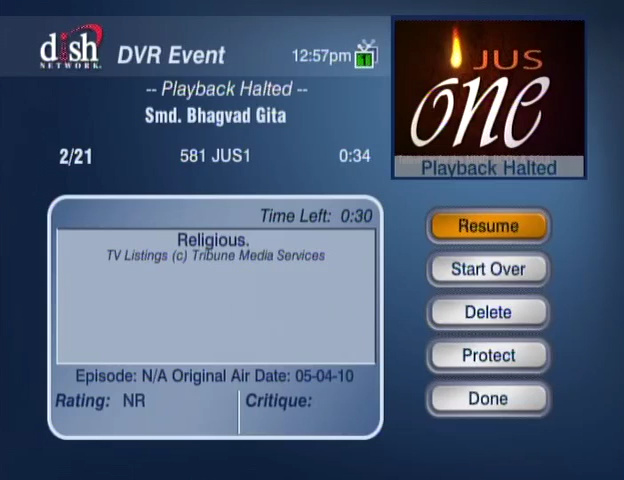 dish
NETWORK
DVR Event
12:57pm
1
-- Playback Halted --
Smd. Bhagvad Gita
2/21
581 JUS1
0:34
JUS
one
Playback Halted
Time Left: 0:30
Religious.
TV Listings (c) Tribune Media Services
Episode: N/A Original Air Date: 05-04-10
Rating: NR
Critique:
Resume
Start Over
Delete
Protect
Done